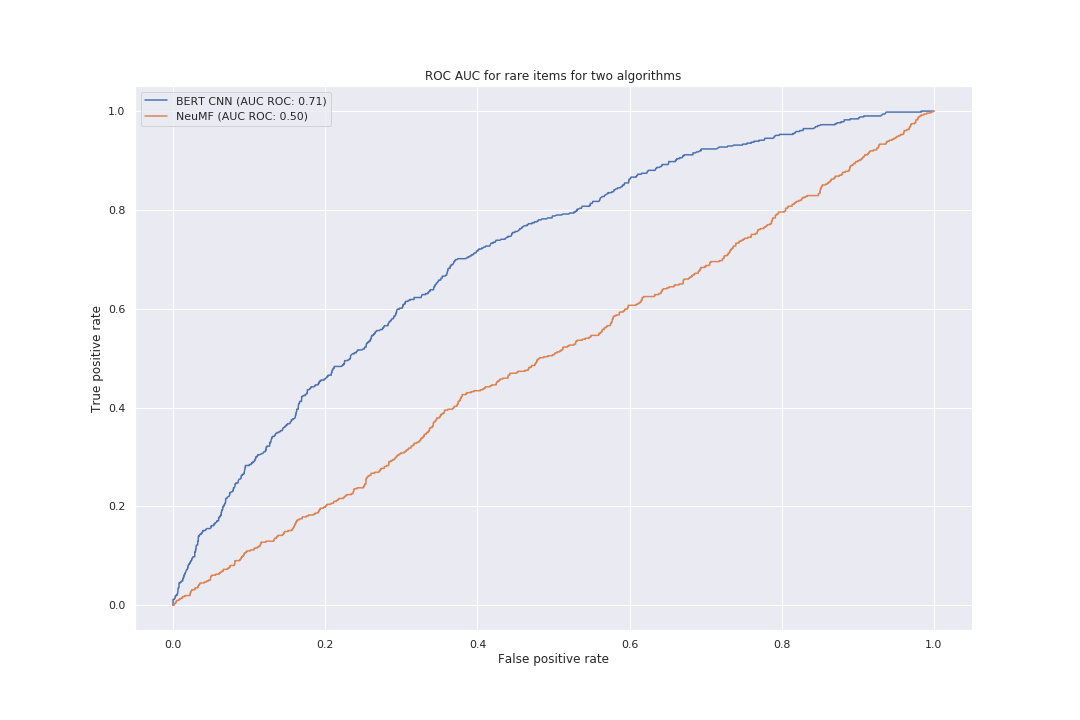 ROC AUC for rare items for two algorithms
BERT CNN (AUC ROC: 0.71)
NeuMF (AUC ROC: 0.50)
True positive rate
1.0
0.8
0.6
0.4
0.2
0.0
0.0 0.2 0.4 0.6 0.8 1.0
False positive rate